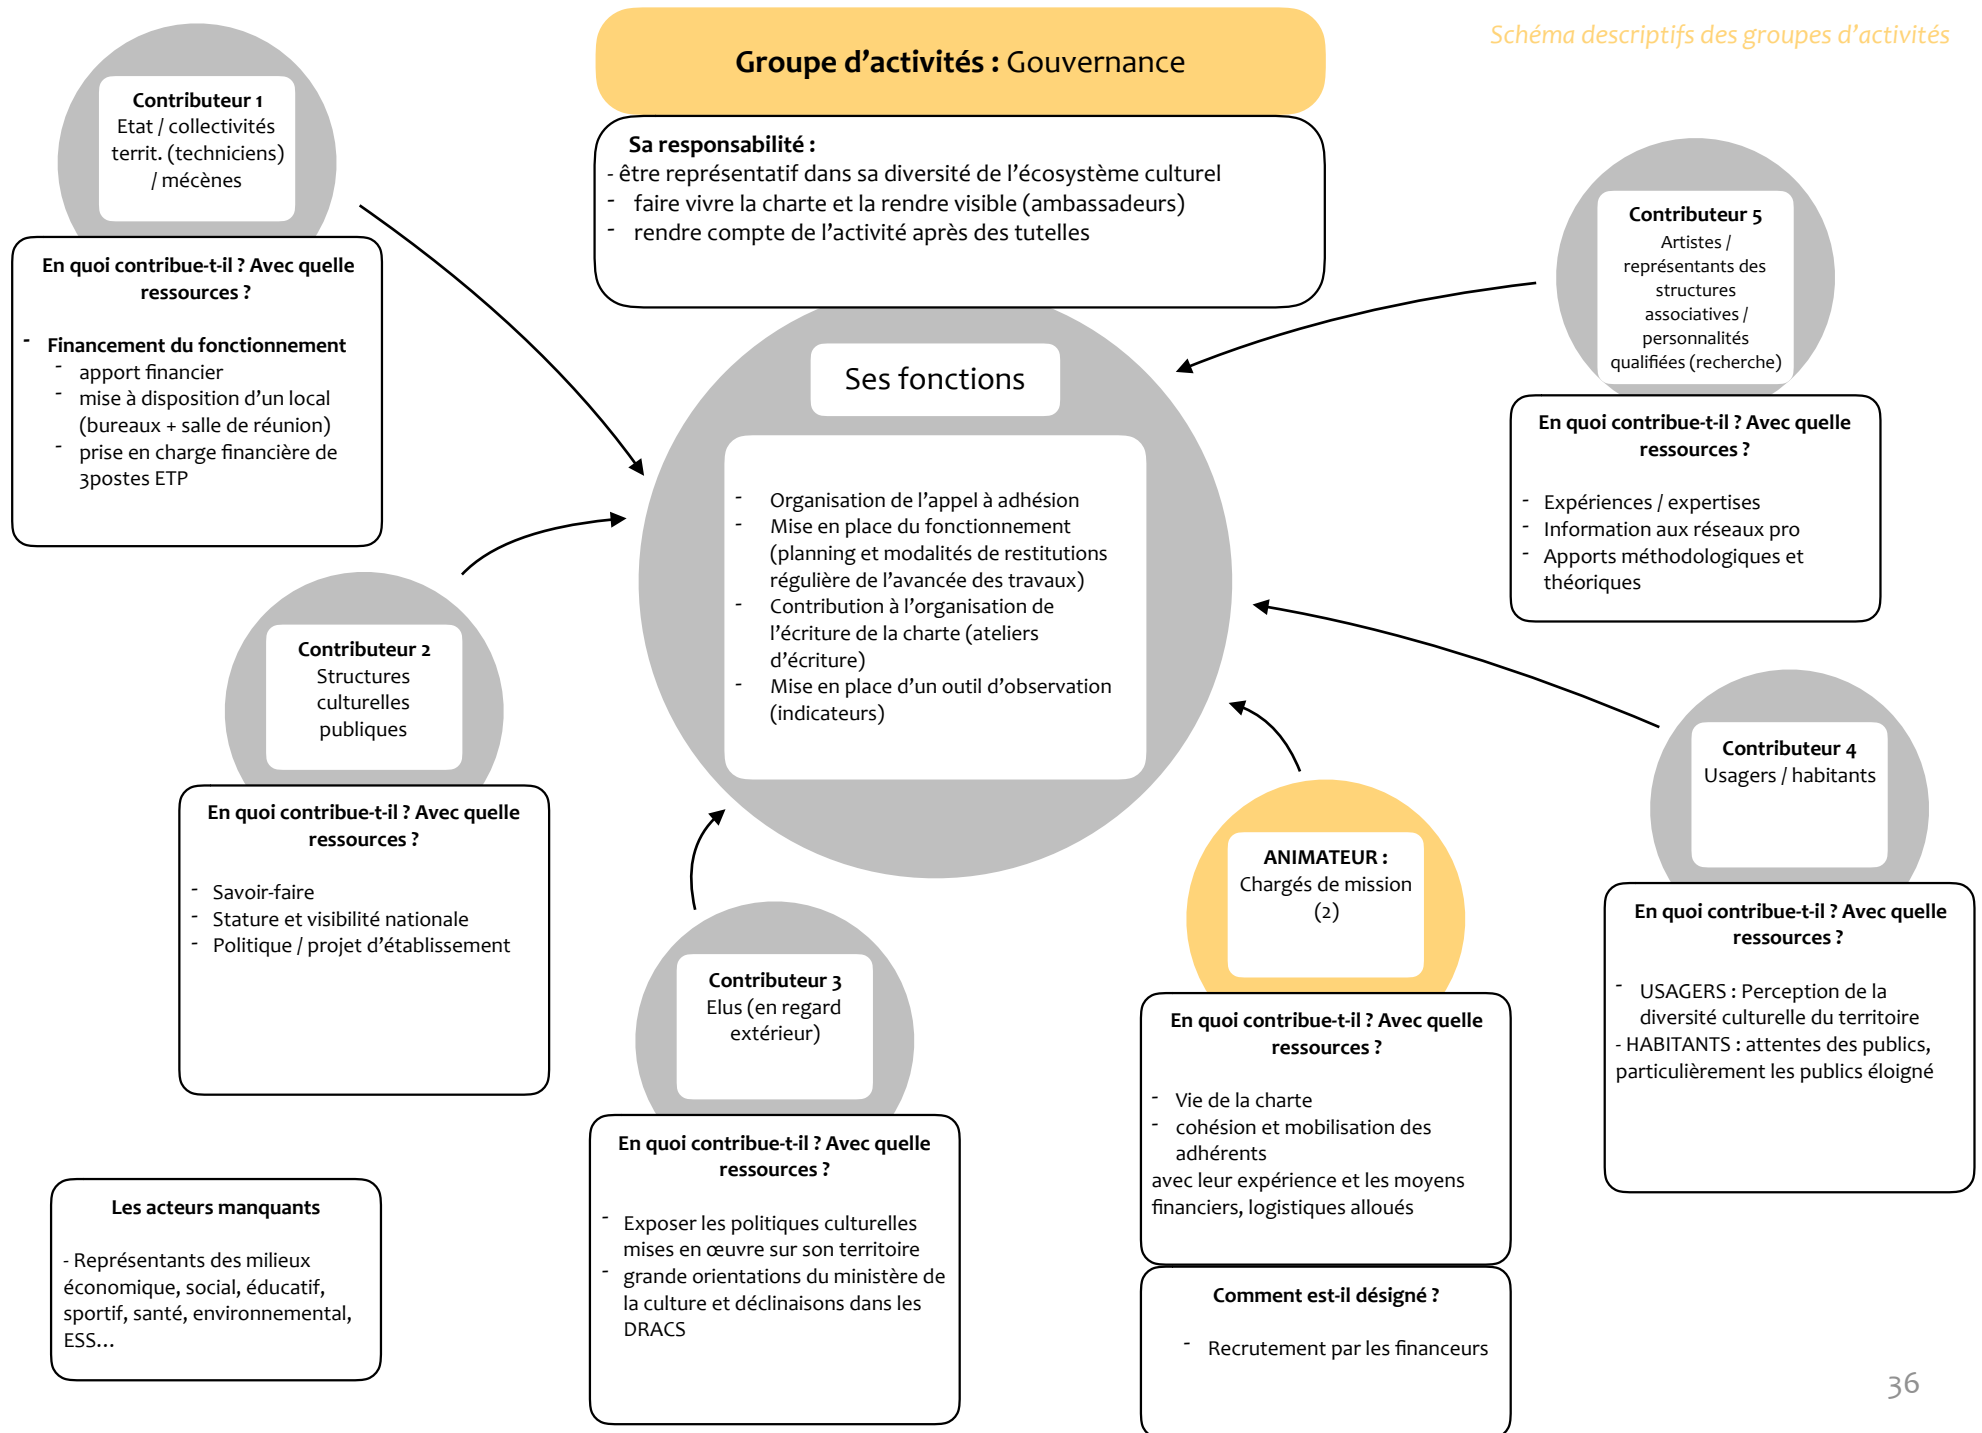 Schéma descriptifs des groupes d'activités
Groupe d'activités : Gouvernance
Sa responsabilité :
- être représentatif dans sa diversité de l'écosystème culturel
- faire vivre la charte et la rendre visible (ambassadeurs)
- rendre compte de l'activité après des tutelles
Contributeur 1
Etat / collectivités
territ. (techniciens)
/ mécènes
En quoi contribue-t-il ? Avec quelle
ressources ?
- Financement du fonctionnement
- apport financier
- mise à disposition d'un local
(bureaux + salle de réunion)
- prise en charge financière de
3postes ETP
Contributeur 2
Structures
culturelles
publiques
En quoi contribue-t-il ? Avec quelle
ressources ?
- Savoir-faire
- Stature et visibilité nationale
- Politique / projet d'établissement
Ses fonctions
- Organisation de l'appel à adhésion
- Mise en place du fonctionnement
(planning et modalités de restitutions
régulière de l'avancée des travaux)
- Contribution à l'organisation de
l'écriture de la charte (ateliers
d'écriture)
- Mise en place d'un outil d'observation
(indicateurs)
Contributeur 3
Elus (en regard
extérieur)
En quoi contribue-t-il ? Avec quelle
ressources ?
- Exposer les politiques culturelles
mises en œuvre sur son territoire
- grande orientations du ministère de
la culture et déclinaisons dans les
DRACS
ANIMATEUR :
Chargés de mission
(2)
En quoi contribue-t-il ? Avec quelle
ressources ?
- Vie de la charte
- cohésion et mobilisation des
adhérents
avec leur expérience et les moyens
financiers, logistiques alloués
Comment est-il désigné ?
- Recrutement par les financeurs
Contributeur 5
Artistes /
représentants des
structures
associatives /
personnalités
qualifiées (recherche)
En quoi contribue-t-il ? Avec quelle
ressources ?
- Expériences / expertises
- Information aux réseaux pro
- Apports méthodologiques et
théoriques
Contributeur 4
Usagers / habitants
En quoi contribue-t-il ? Avec quelle
ressources ?
- USAGERS : Perception de la
diversité culturelle du territoire
- HABITANTS : attentes des publics,
particulièrement les publics éloigné
Les acteurs manquants
- Représentants des milieux
économique, social, éducatif,
sportif, santé, environnemental,
ESS…
36